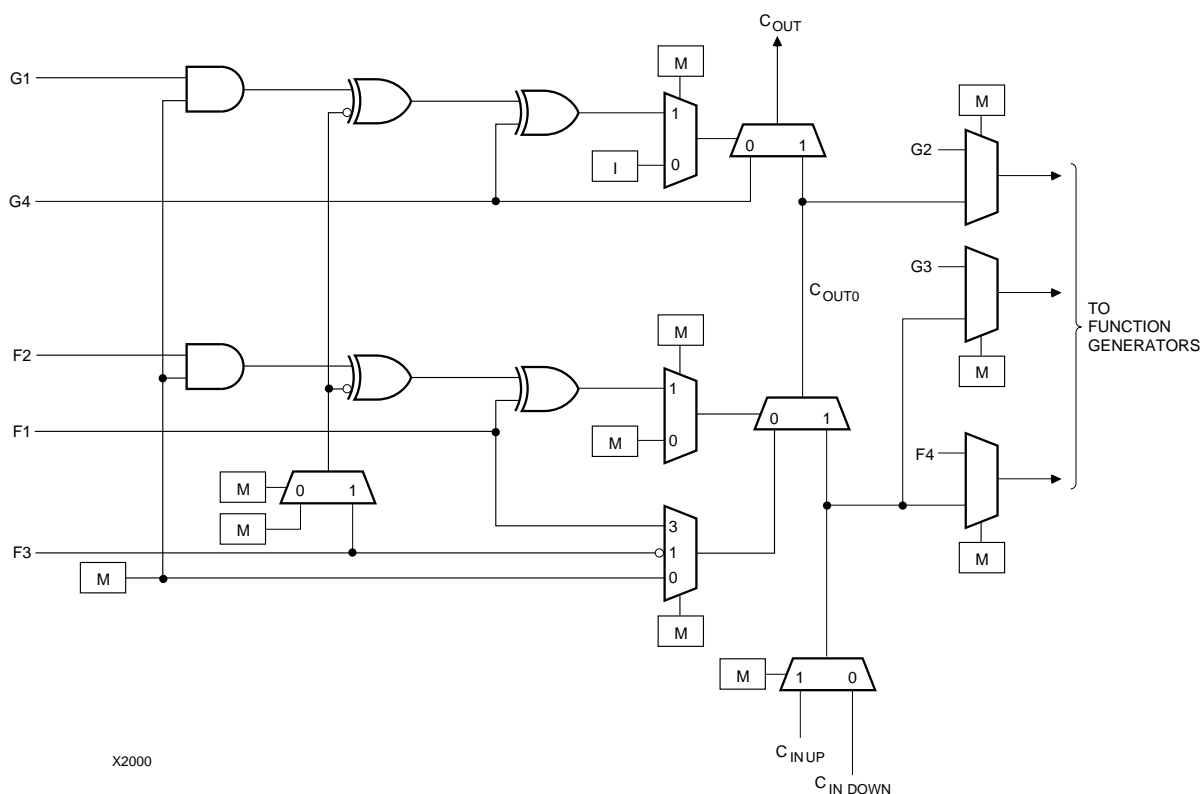 C OUT
M
M
G1
1
0 1
G2
I
0
G4
G3
C OUT0
TO
FUNCTION
GENERATORS
M
F2
M
1
0 1
F1
M
0
F4
M
0 1
M
3
F3
1
M
0
M
M
M
1 0
C IN UP
X2000
C IN DOWN